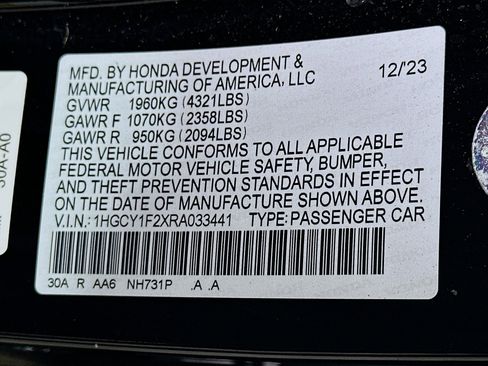 MFD. BY HONDA DEVELOPMENT &
MANUFACTURING OF AMERICA, LLC 12/'23
GVWR 1960KG (4321LBS)
GAWR F 1070KG (2358LBS)
GAWR R 950KG (2094LBS)
THIS VEHICLE CONFORMS TO ALL APPLICABLE
FEDERAL MOTOR VEHICLE SAFETY, BUMPER,
AND THEFT PREVENTION STANDARDS IN EFFECT
ON THE DATE OF MANUFACTURE SHOWN ABOVE.
V.I.N.: 1HGCY1F2XRA033441 TYPE: PASSENGER CAR
30A R AA6 NH731P .A .A
30A-A0